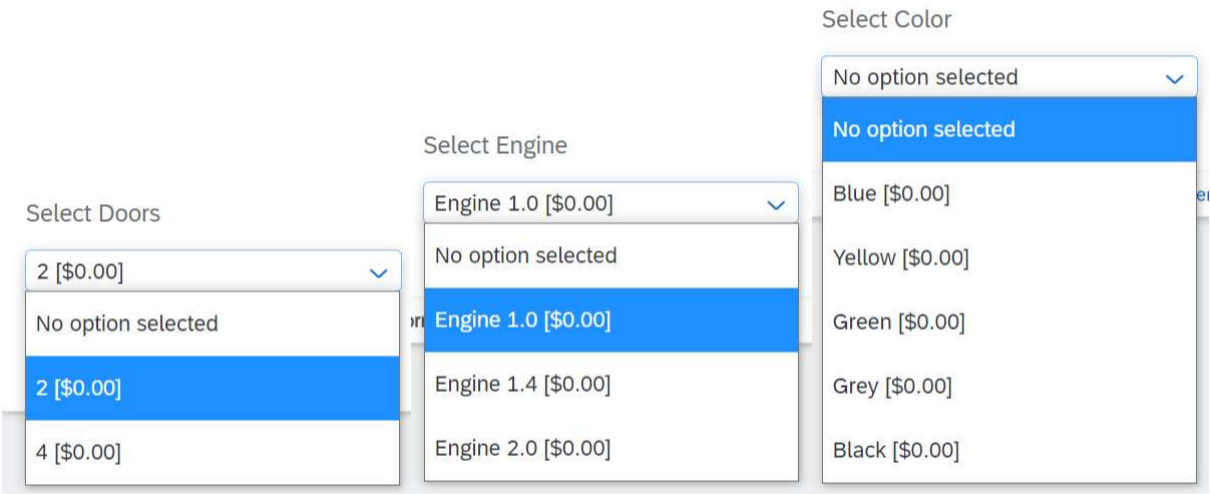 Select Doors
2 [$0.00]
No option selected
2 [$0.00]
4 [$0.00]
Select Engine
Engine 1.0 [$0.00]
No option selected
Engine 1.0 [$0.00]
Engine 1.4 [$0.00]
Engine 2.0 [$0.00]
Select Color
No option selected
No option selected
Blue [$0.00]
Yellow [$0.00]
Green [$0.00]
Grey [$0.00]
Black [$0.00]